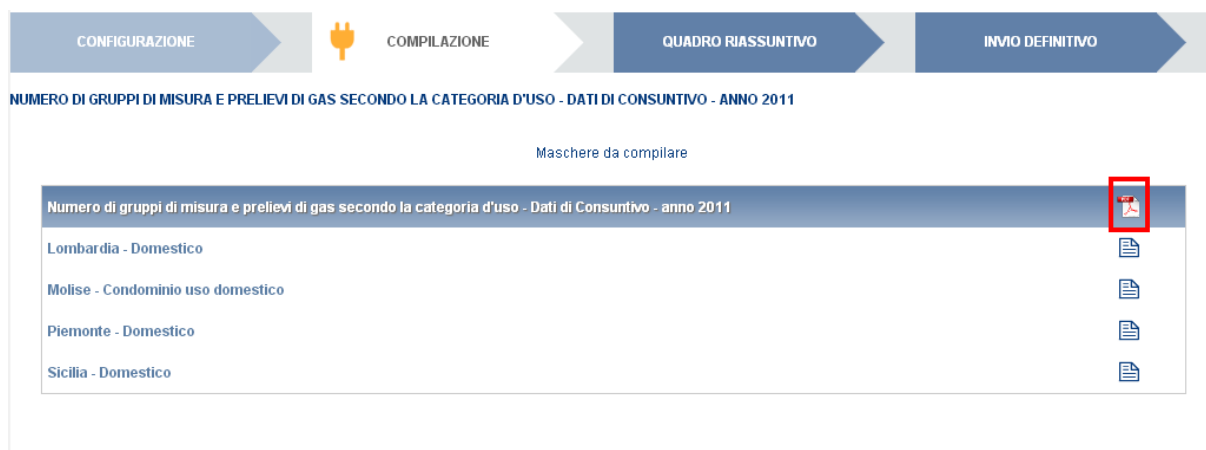 CONFIGURAZIONE COMPILAZIONE QUADRO RIASSUNTIVO INVIO DEFINITIVO
NUMERO DI GRUPPI DI MISURA E PRELIEVI DI GAS SECONDO LA CATEGORIA D'USO - DATI DI CONSUNTIVO - ANNO 2011
Maschere da compilare
Numero di gruppi di misura e prelievi di gas secondo la categoria d'uso - Dati di Consuntivo - anno 2011
Lombardia - Domestico
Molise - Condominio uso domestico
Piemonte - Domestico
Sicilia - Domestico